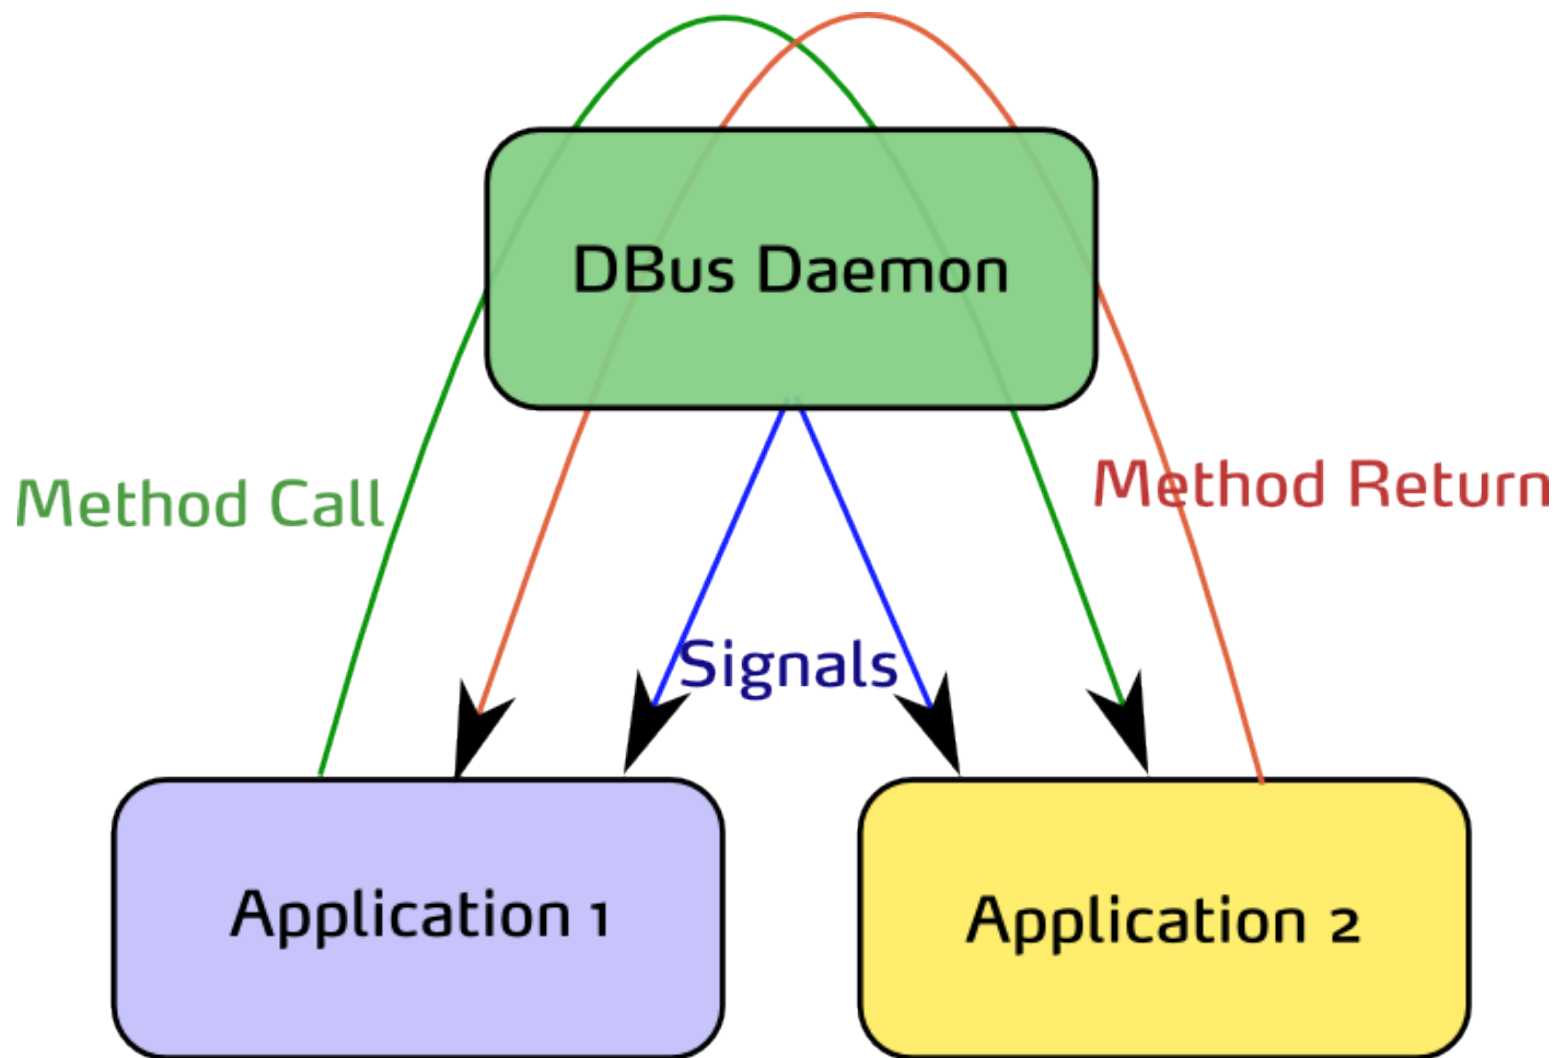 DBus Daemon
Method Call
Method Return
Signals
Application 1
Application 2